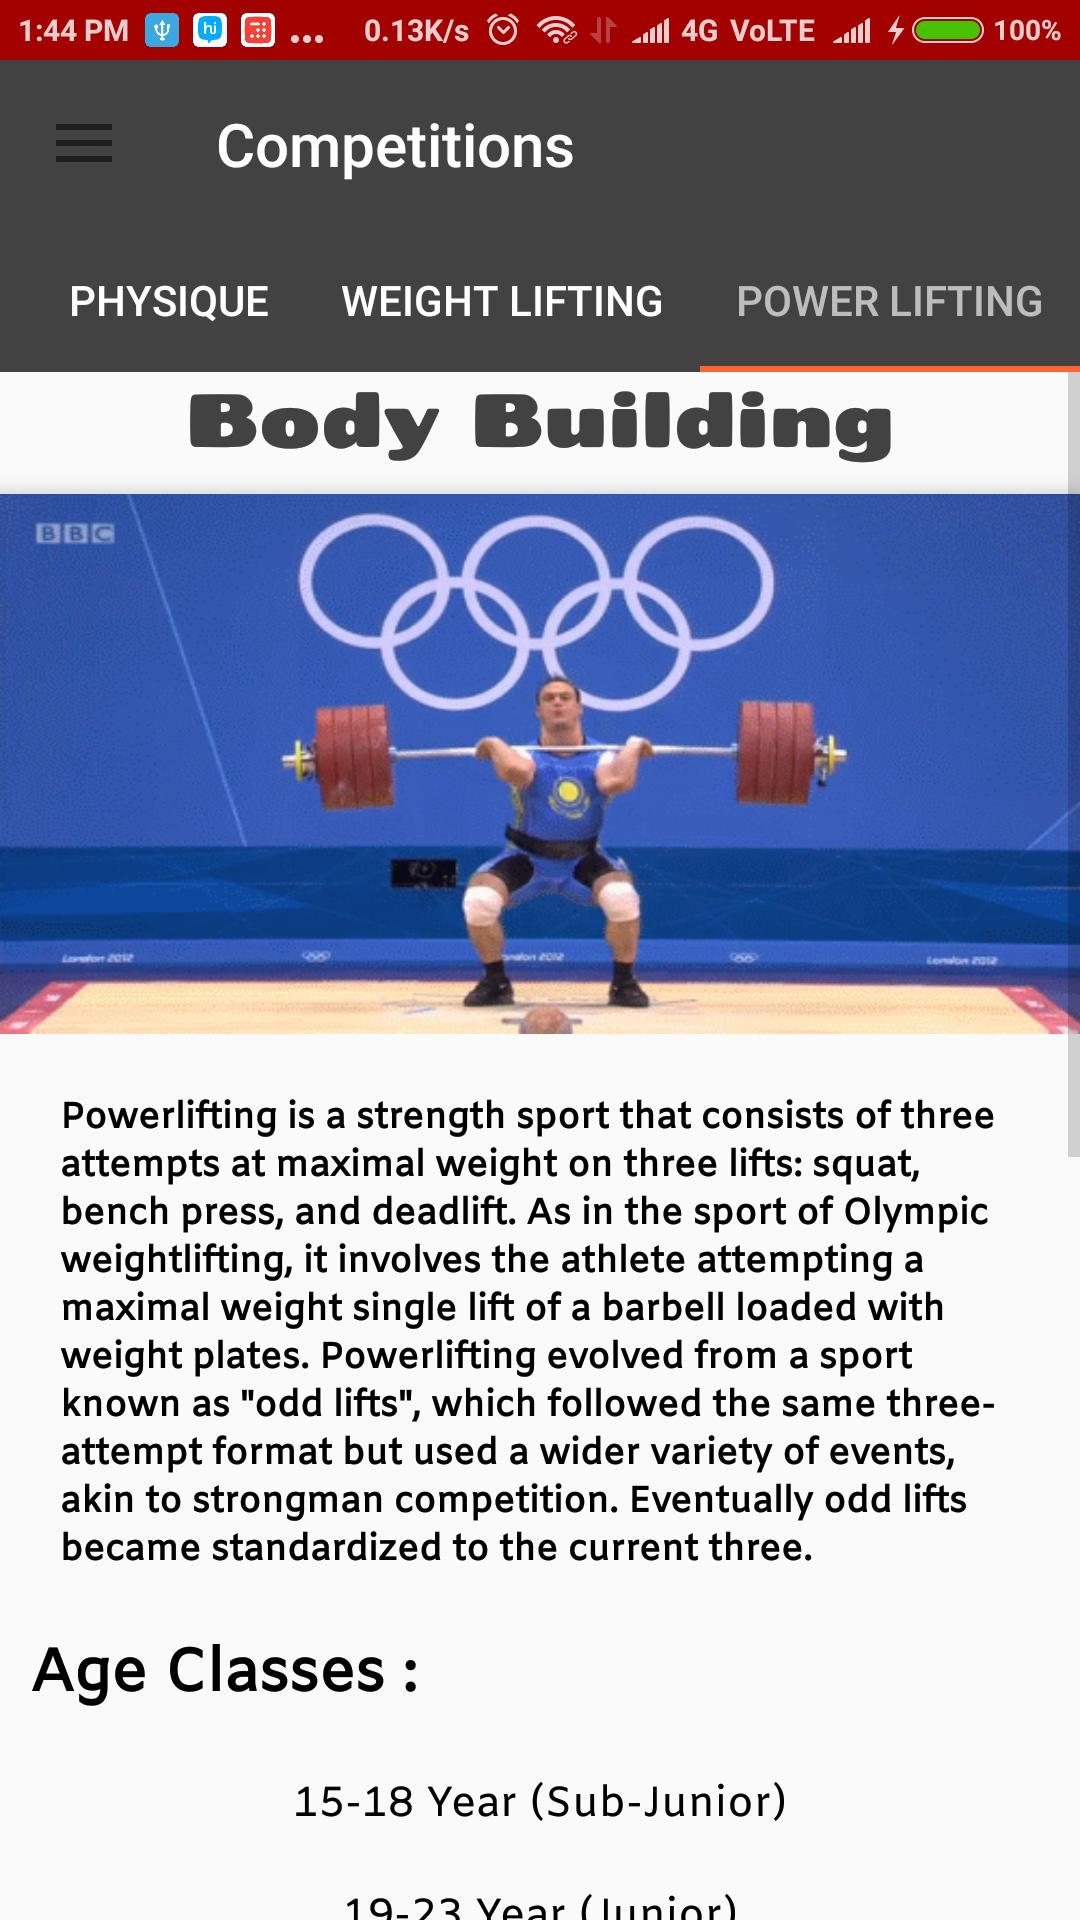 1:44 PM hi ... 0.13K/s 4G VoLTE 100%
Competitions
PHYSIQUE WEIGHT LIFTING POWER LIFTING
Body Building
BBC
London 2012 London 2012 London 2012
Powerlifting is a strength sport that consists of three
attempts at maximal weight on three lifts: squat,
bench press, and deadlift. As in the sport of Olympic
weightlifting, it involves the athlete attempting a
maximal weight single lift of a barbell loaded with
weight plates. Powerlifting evolved from a sport
known as "odd lifts", which followed the same three-
attempt format but used a wider variety of events,
akin to strongman competition. Eventually odd lifts
became standardized to the current three.
Age Classes :
15-18 Year (Sub-Junior)
19-23 Year (Junior)